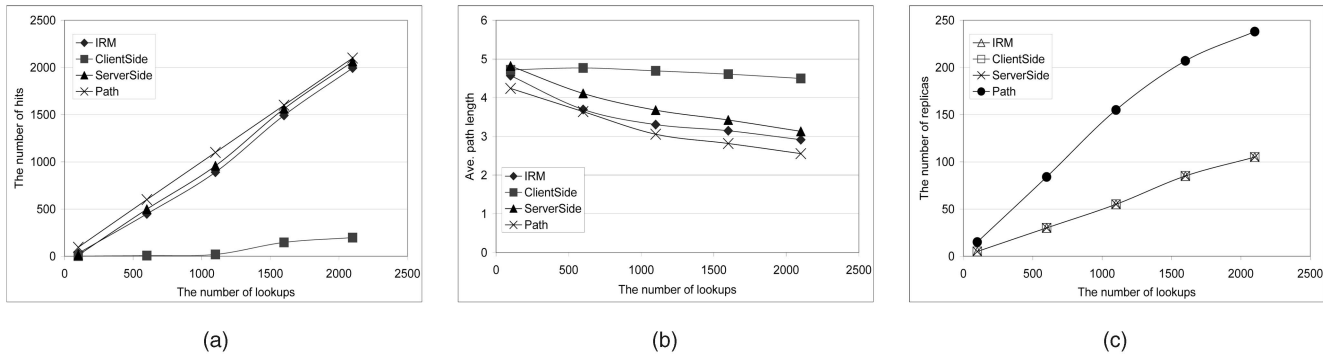 2500
2000
1500
1000
500
0
The number of hits
IRM
ClientSide
ServerSide
Path
0 500 1000 1500 2000 2500
The number of lookups
(a)
6
5
4
3
2
1
0
Ave. path length
IRM
ClientSide
ServerSide
Path
0 500 1000 1500 2000 2500
The number of lookups
(b)
250
200
150
100
50
0
The number of replicas
IRM
ClientSide
ServerSide
Path
0 500 1000 1500 2000 2500
The number of lookups
(c)